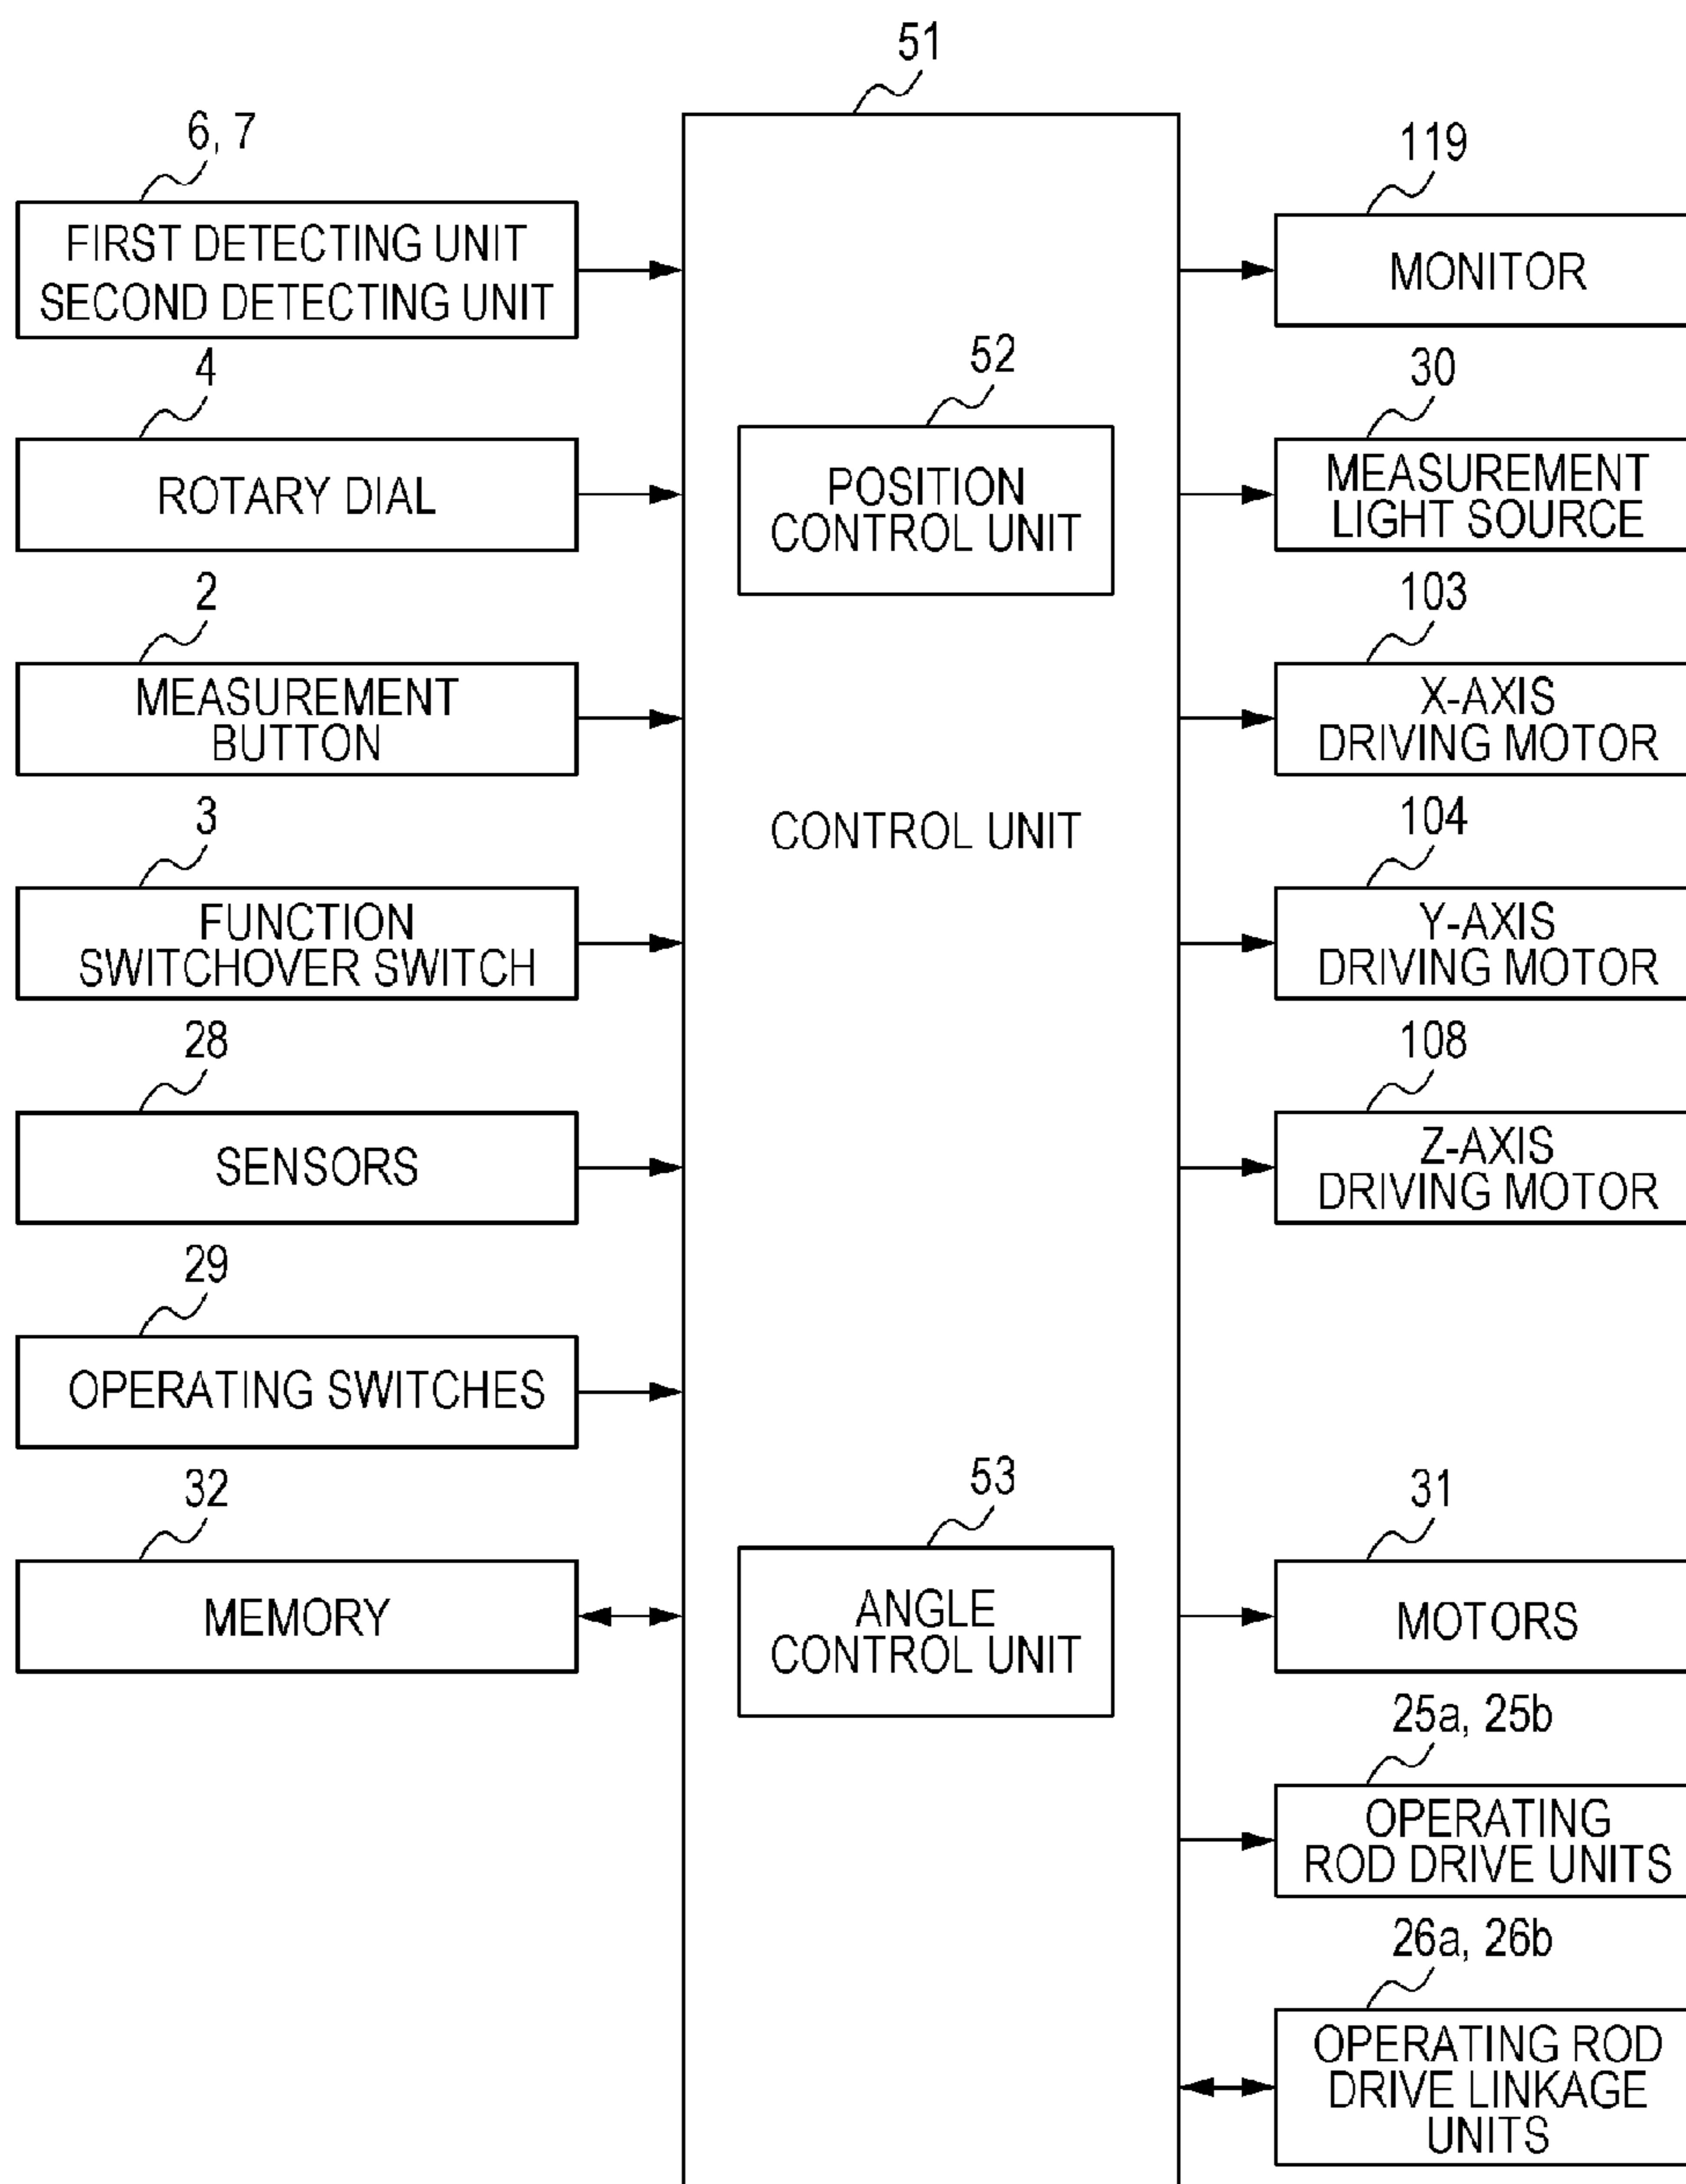 51
6, 7
FIRST DETECTING UNIT
SECOND DETECTING UNIT
4
ROTARY DIAL
2
MEASUREMENT
BUTTON
3
FUNCTION
SWITCHOVER SWITCH
28
SENSORS
29
OPERATING SWITCHES
32
MEMORY
52
POSITION
CONTROL UNIT
CONTROL UNIT
53
ANGLE
CONTROL UNIT
119
MONITOR
30
MEASUREMENT
LIGHT SOURCE
103
X-AXIS
DRIVING MOTOR
104
Y-AXIS
DRIVING MOTOR
108
Z-AXIS
DRIVING MOTOR
31
MOTORS
25a, 25b
OPERATING
ROD DRIVE UNITS
26a, 26b
OPERATING ROD
DRIVE LINKAGE
UNITS